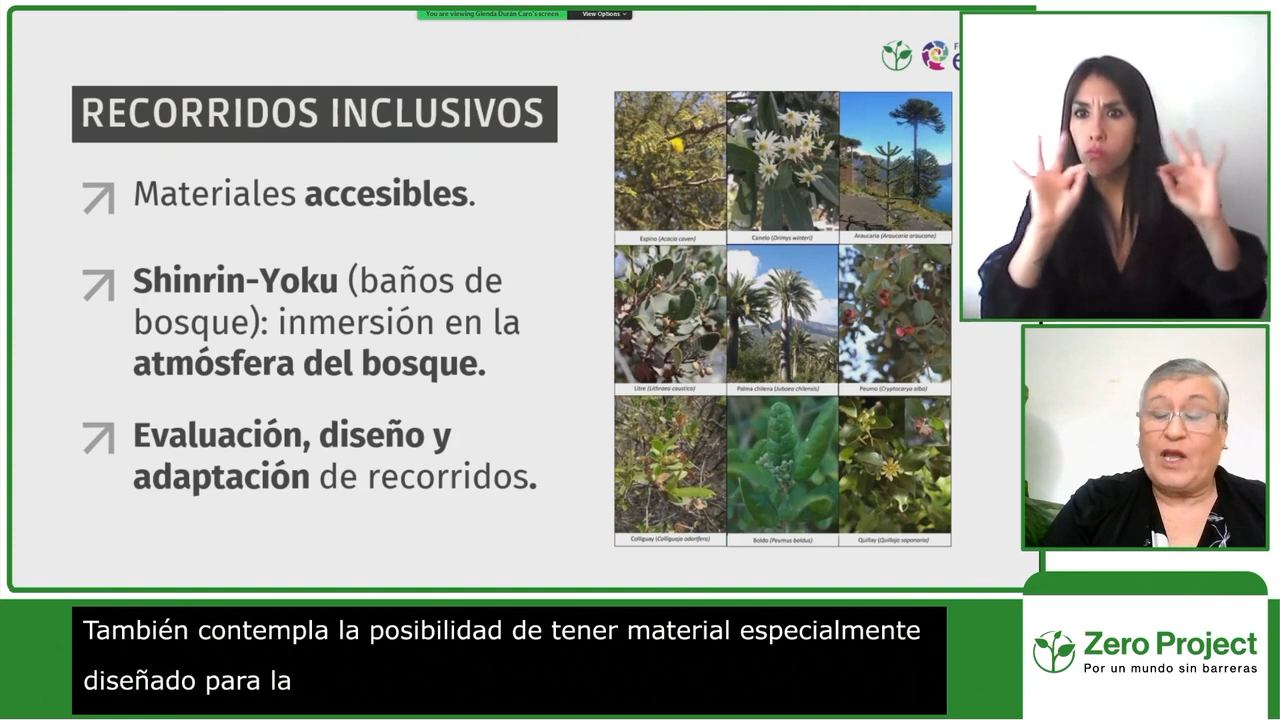 You are viewing Glenda Durán Caro's screen
View Options
RECORRIDOS INCLUSIVOS
Materiales accesibles.
Shinrin-Yoku (baños de
bosque): inmersión en la
atmósfera del bosque.
Evaluación, diseño y
adaptación de recorridos.
Espino (Acacia caven)
Canelo (Drimys winteri)
Araucaria (Araucaria araucana)
Litre (Lithraea caustica)
Palma chilena (Jubaea chilensis)
Peumo (Cryptocarya alba)
Colliguay (Colliguaja odorifera)
Boldo (Peumus boldus)
Quillay (Quillaja saponaria)
También contempla la posibilidad de tener material especialmente
diseñado para la
Zero Project
Por un mundo sin barreras